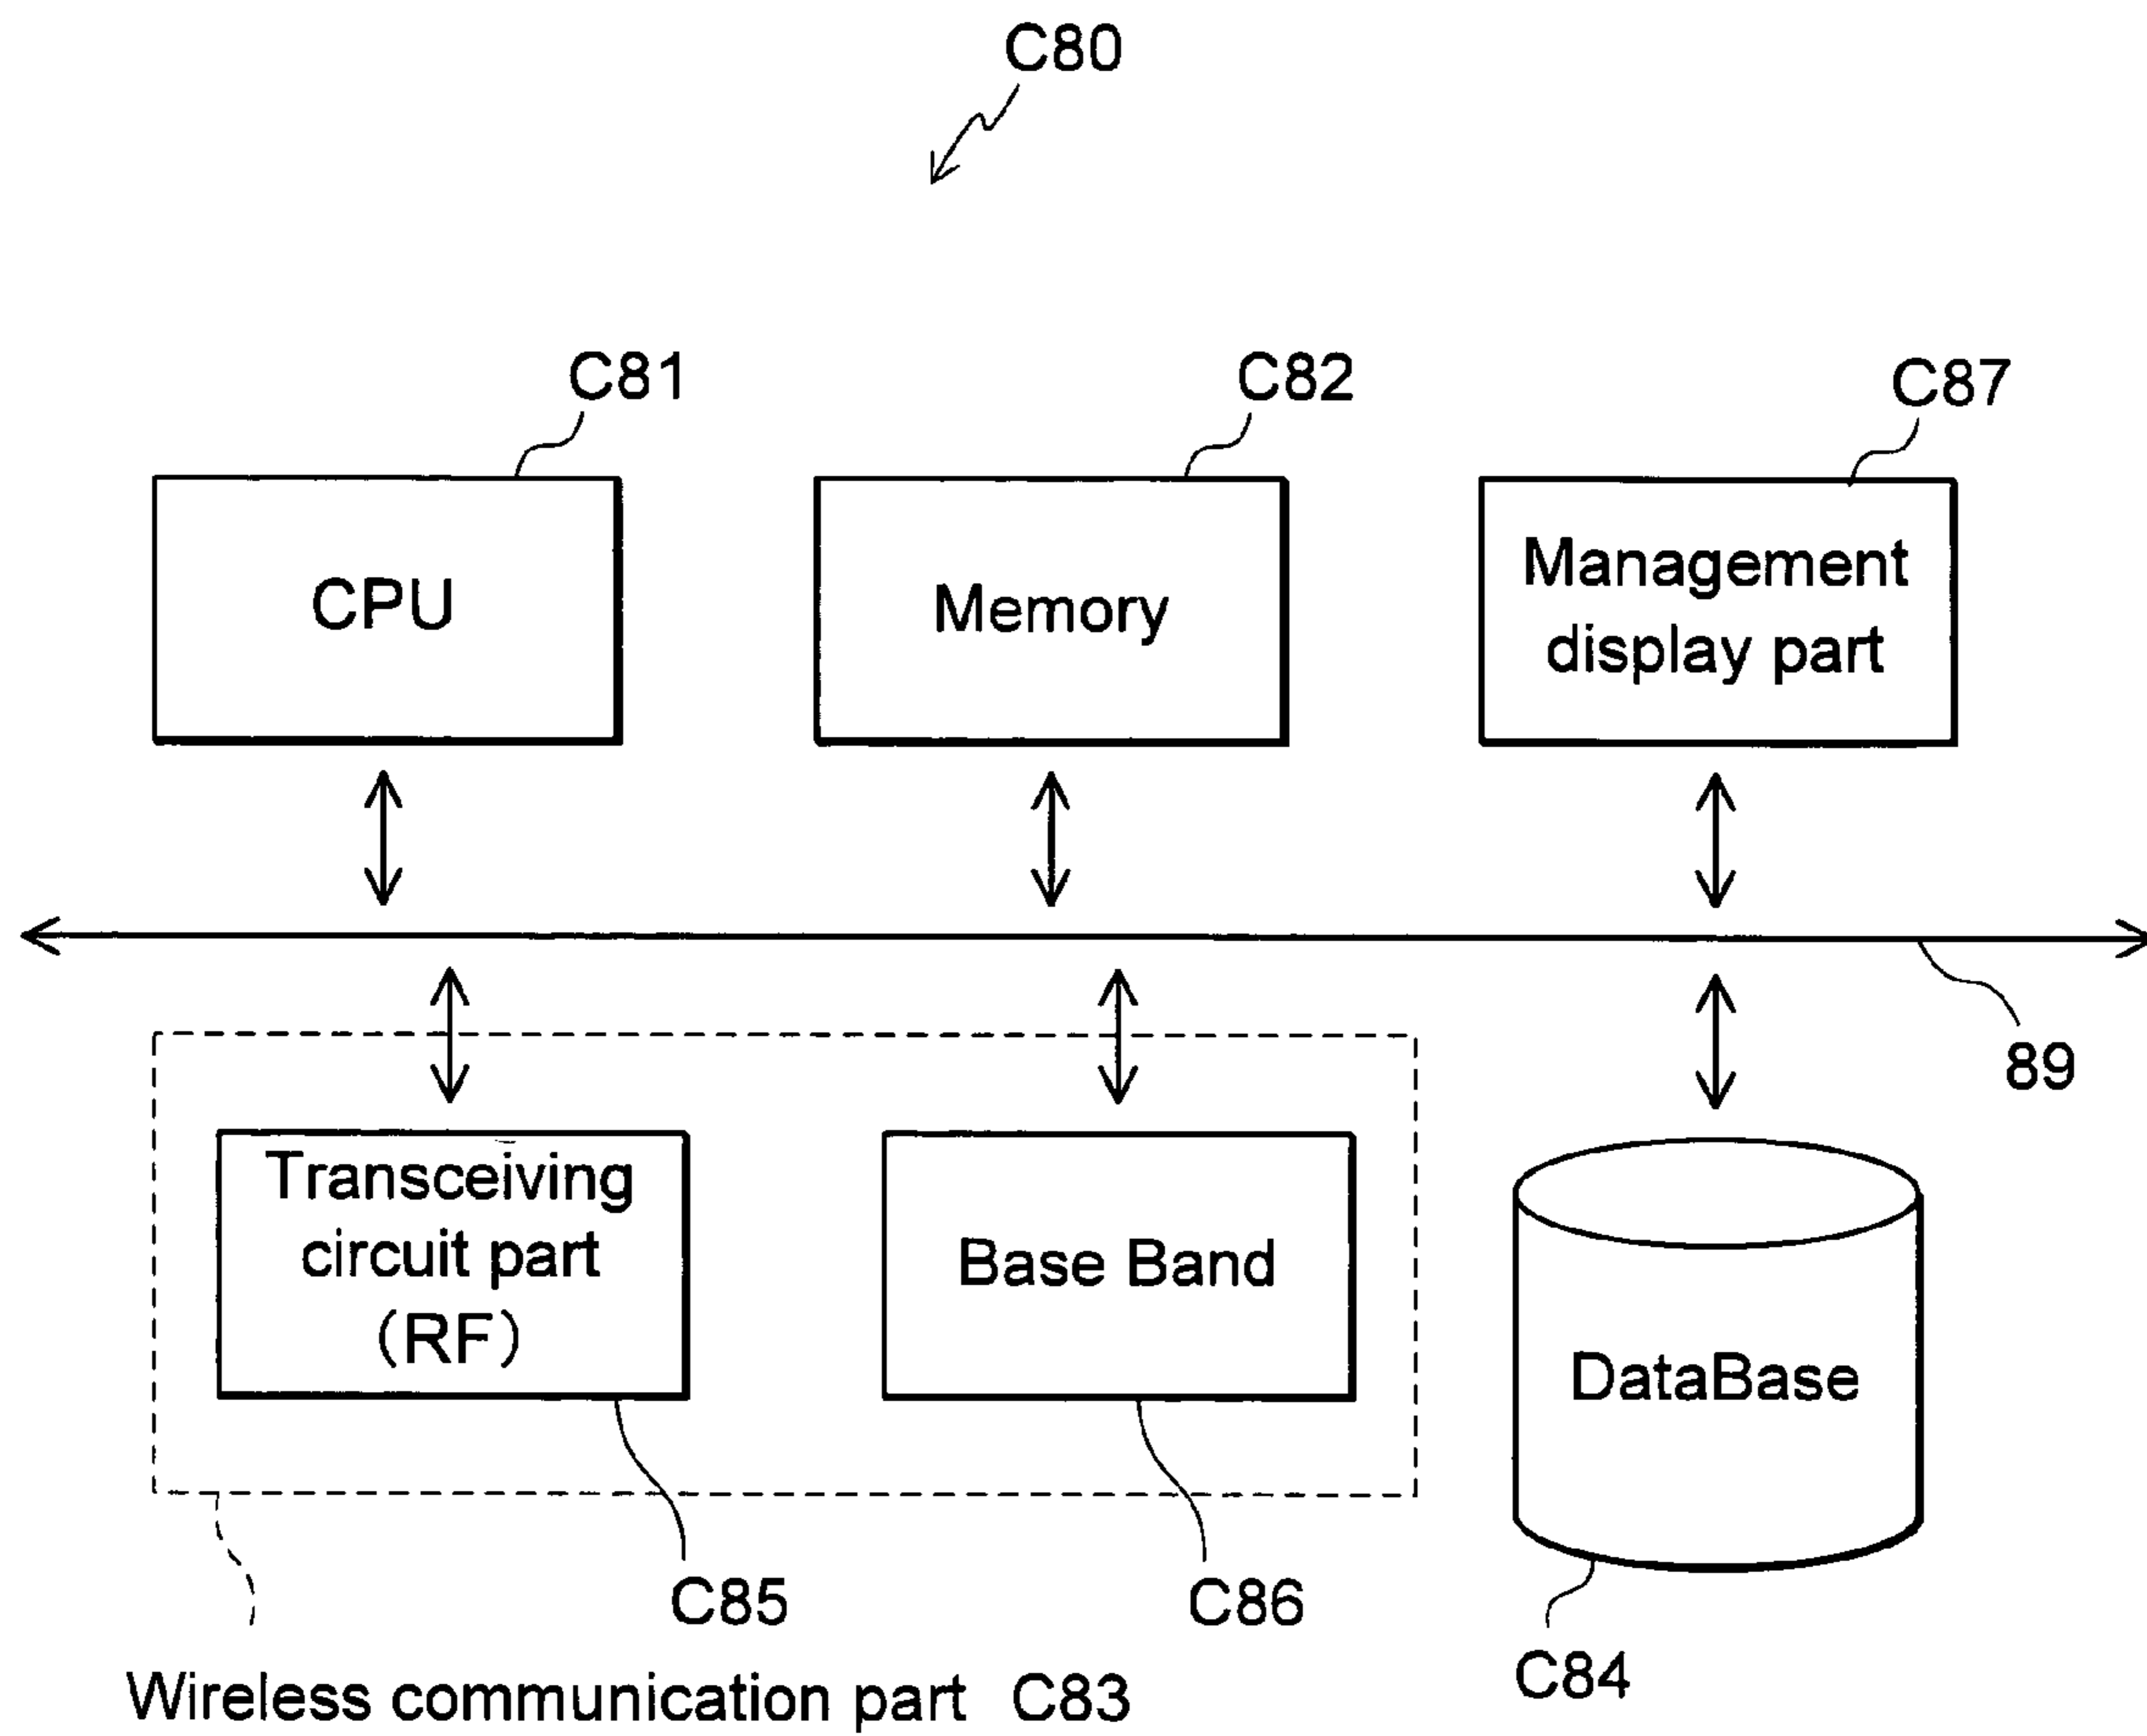 C80
C81
C82
C87
CPU
Memory
Management
display part
89
Transceiving
circuit part
(RF)
Base Band
DataBase
C85
C86
C84
Wireless communication part C83